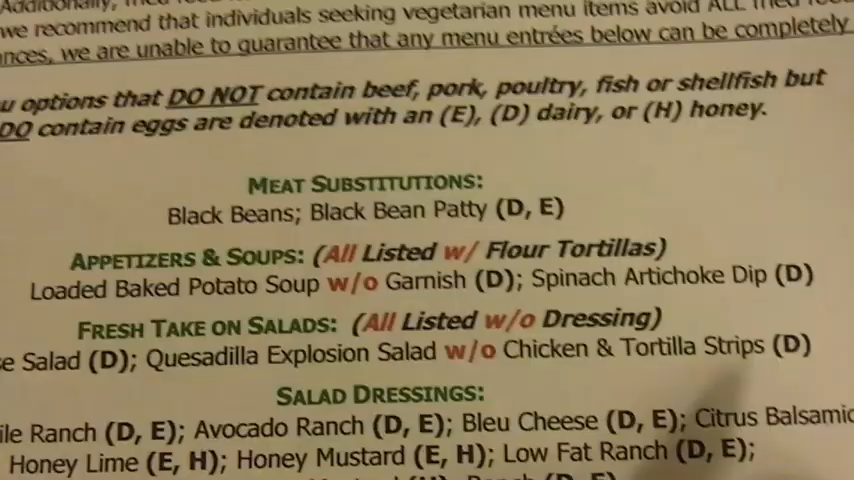 Additionally,
we recommend that individuals seeking vegetarian menu items avoid ALL fried
nces, we are unable to guarantee that any menu entrées below can be completely
u options that DO NOT contain beef, pork, poultry, fish or shellfish but
DO contain eggs are denoted with an (E), (D) dairy, or (H) honey.
MEAT SUBSTITUTIONS:
Black Beans; Black Bean Patty (D, E)
APPETIZERS & SOUPS: (All Listed w/ Flour Tortillas)
Loaded Baked Potato Soup w/o Garnish (D); Spinach Artichoke Dip (D)
FRESH TAKE ON SALADS: (All Listed w/o Dressing)
e Salad (D); Quesadilla Explosion Salad w/o Chicken & Tortilla Strips (D)
SALAD DRESSINGS:
ile Ranch (D, E); Avocado Ranch (D, E); Bleu Cheese (D, E); Citrus Balsamic
Honey Lime (E, H); Honey Mustard (E, H); Low Fat Ranch (D, E);